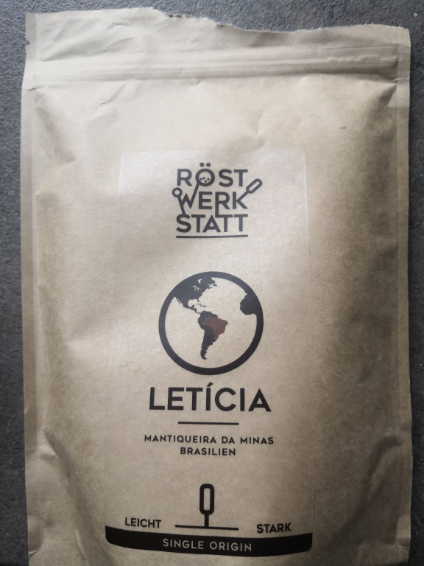 RÖST
WERK
STATT
LETÍCIA
MANTIQUEIRA DA MINAS
BRASILIEN
LEICHT STARK
SINGLE ORIGIN